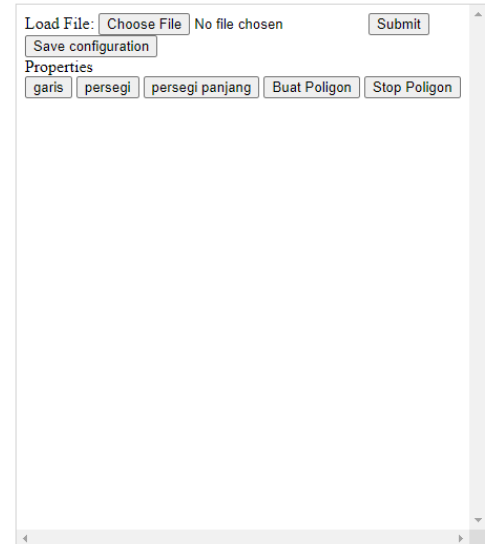 Load File: Choose File No file chosen Submit
Save configuration
Properties
garis persegi persegi panjang Buat Poligon Stop Poligon